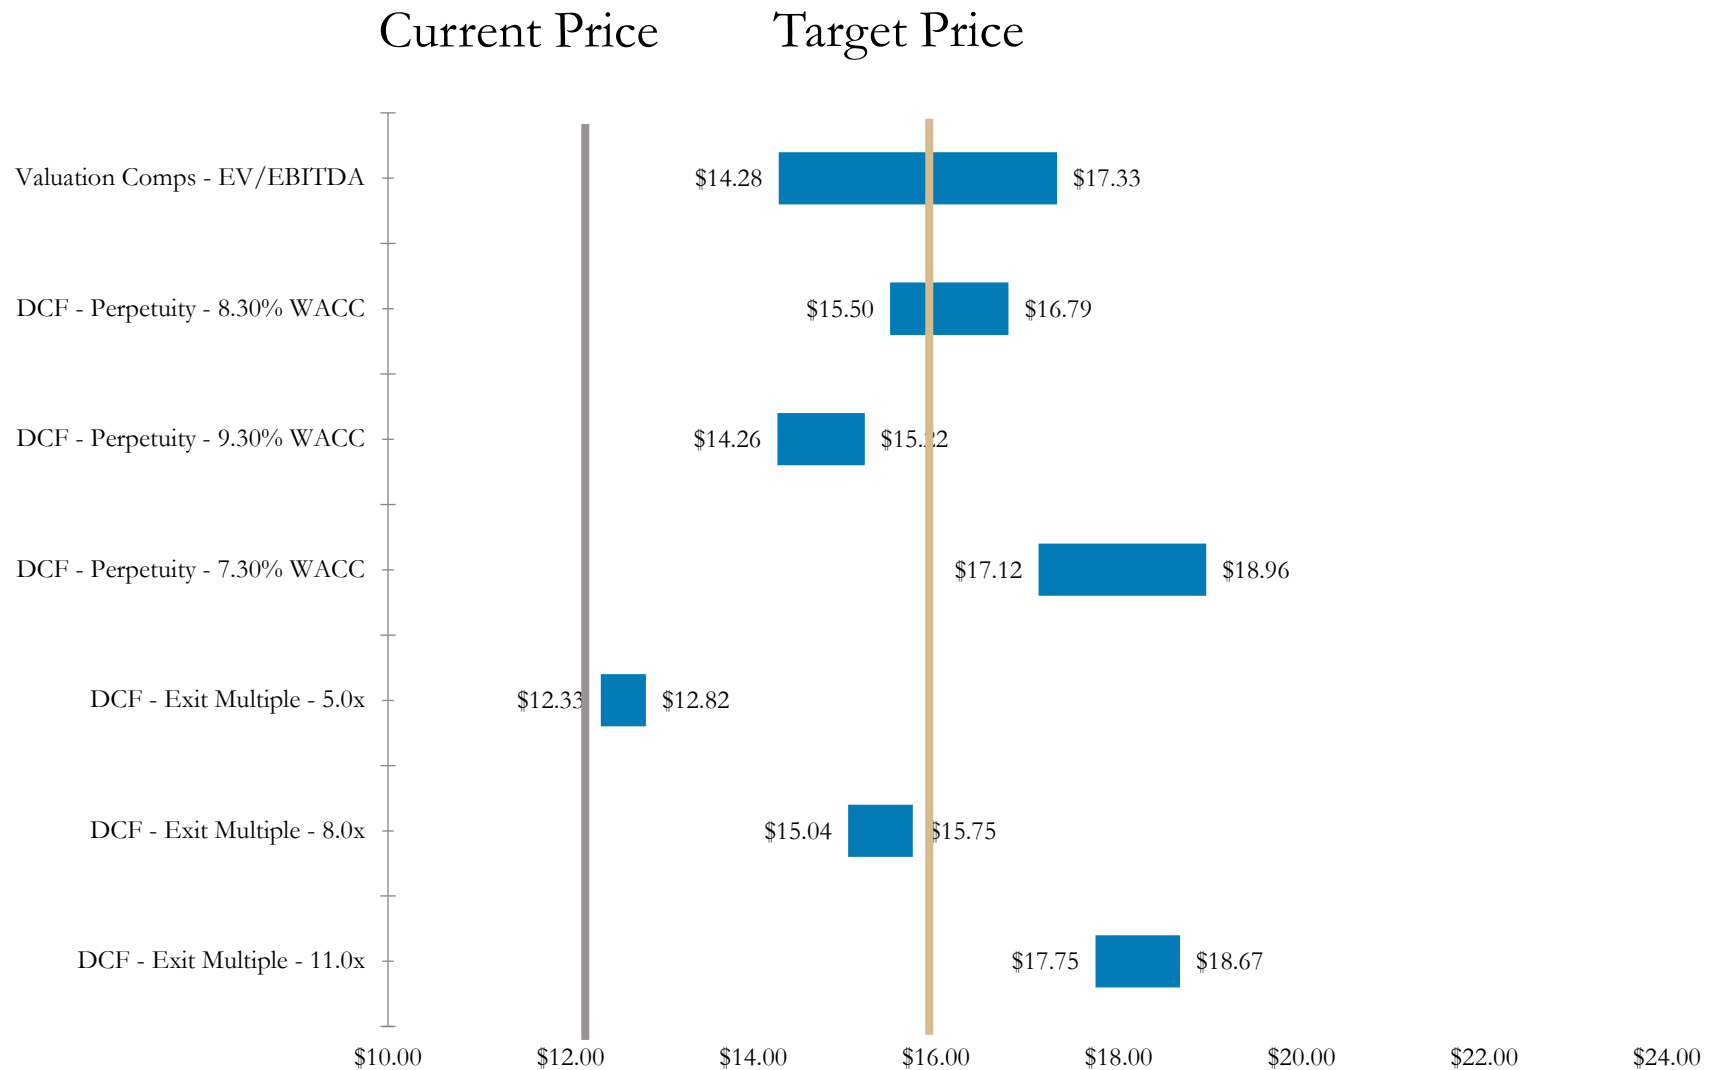 Current Price
Target Price
Valuation Comps - EV/EBITDA
$14.28
$17.33
DCF - Perpetuity - 8.30% WACC
$15.50
$16.79
DCF - Perpetuity - 9.30% WACC
$14.26
$15.22
DCF - Perpetuity - 7.30% WACC
$17.12
$18.96
DCF - Exit Multiple - 5.0x
$12.33
$12.82
DCF - Exit Multiple - 8.0x
$15.04
$15.75
DCF - Exit Multiple - 11.0x
$17.75
$18.67
$10.00
$12.00
$14.00
$16.00
$18.00
$20.00
$22.00
$24.00